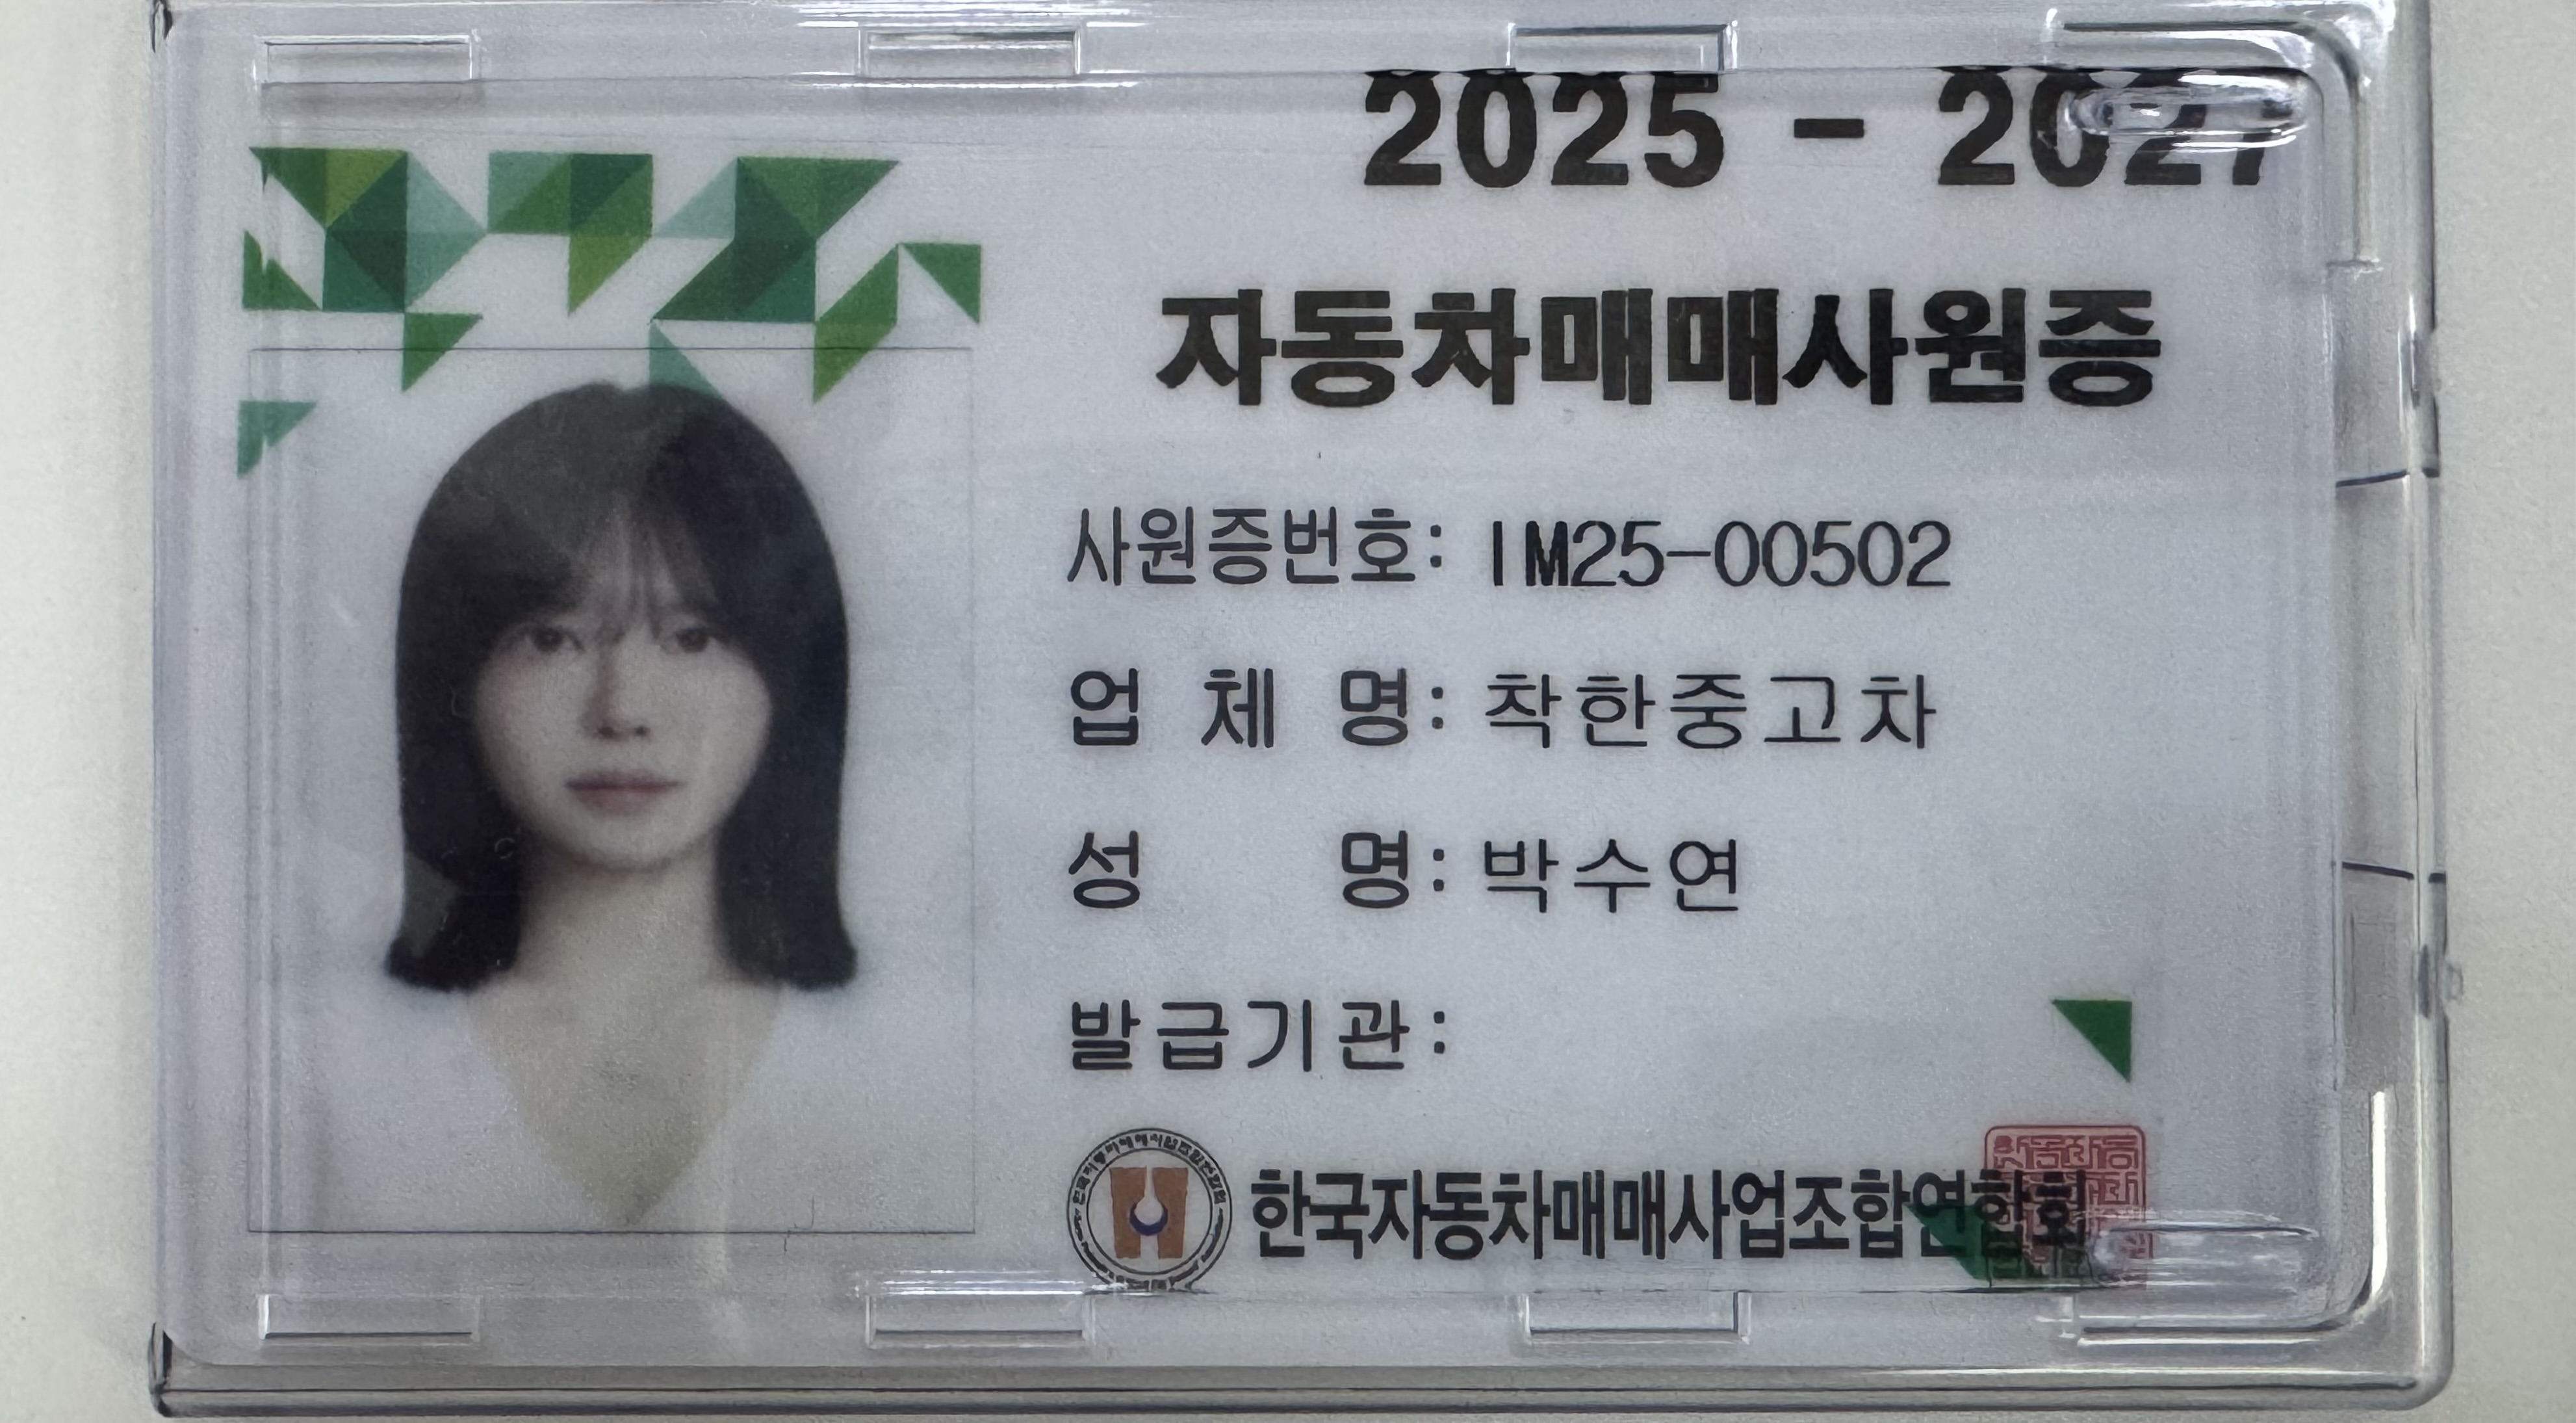 2025 - 2027
자동차매매사원증
사원증번호: IM25-00502
업 체 명: 착한중고차
성 명: 박수연
발급기관:
한국자동차매매사업조합연합회